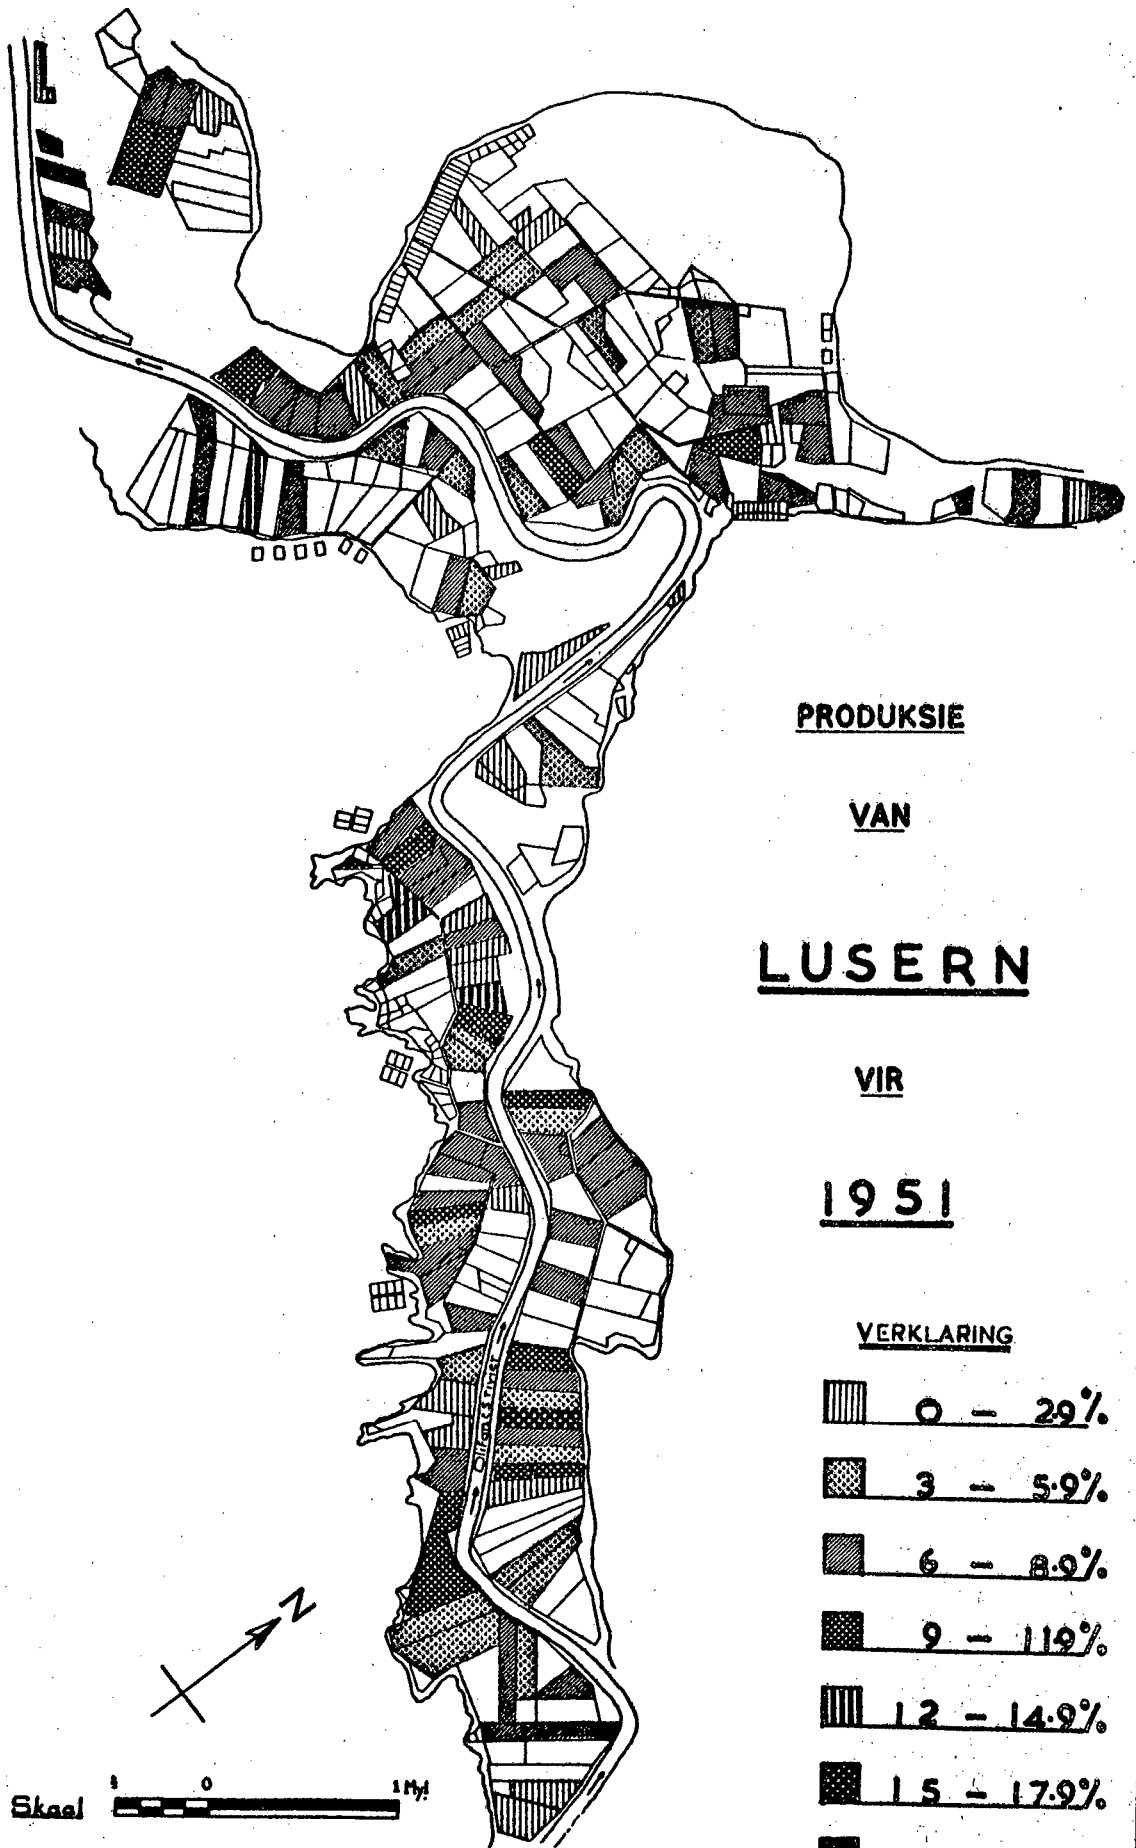 PRODUKSIE
VAN
LUSERN
VIR
1951
VERKLARING
0 – 2.9%
3 – 5.9%
6 – 8.9%
9 – 11.9%
12 – 14.9%
15 – 17.9%
Olifantsrivier
N
Skaal
0
1 Myl